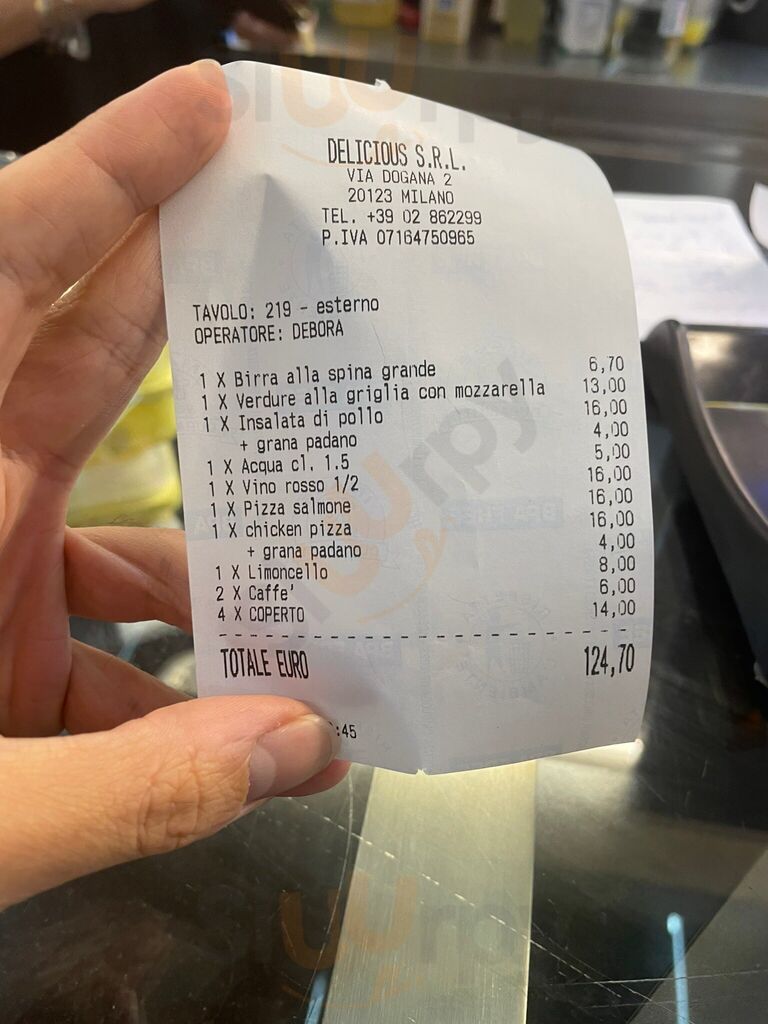 DELICIOUS S.R.L.
VIA DOGANA 2
20123 MILANO
TEL. +39 02 862299
P.IVA 07164750965
TAVOLO: 219 - esterno
OPERATORE: DEBORA
1 X Birra alla spina grande 6,70
1 X Verdure alla griglia con mozzarella 13,00
1 X Insalata di pollo 16,00
+ grana padano 4,00
1 X Acqua cl. 1.5 5,00
1 X Vino rosso 1/2 16,00
1 X Pizza salmone 16,00
1 X chicken pizza 16,00
+ grana padano 4,00
1 X Limoncello 8,00
2 X Caffe' 6,00
4 X COPERTO 14,00
TOTALE EURO 124,70
:45